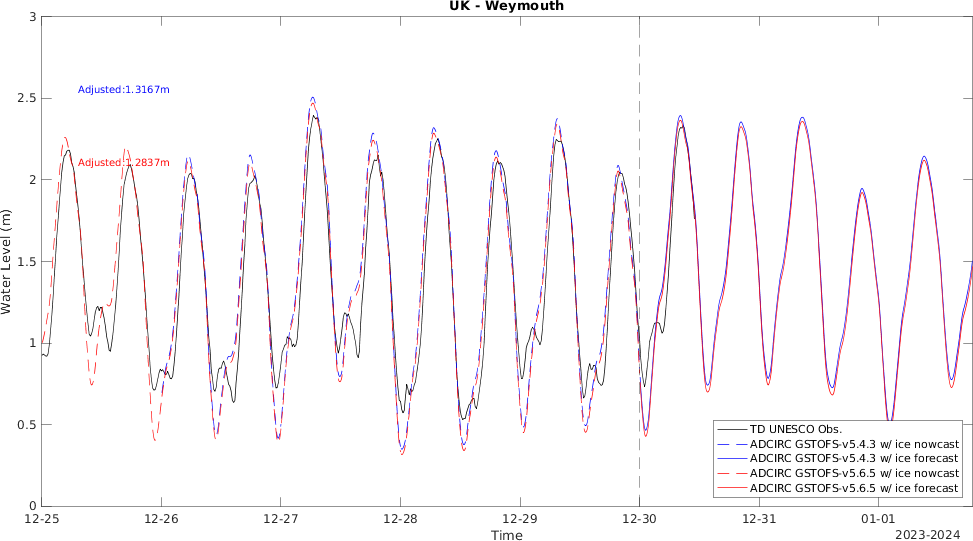 UK - Weymouth
3
2.5
2
1.5
1
0.5
0
Water Level (m)
Adjusted:1.3167m
Adjusted:1.2837m
TD UNESCO Obs.
ADCIRC GSTOFS-v5.4.3 w/ ice nowcast
ADCIRC GSTOFS-v5.4.3 w/ ice forecast
ADCIRC GSTOFS-v5.6.5 w/ ice nowcast
ADCIRC GSTOFS-v5.6.5 w/ ice forecast
12-25 12-26 12-27 12-28 12-29 12-30 12-31 01-01
Time
2023-2024